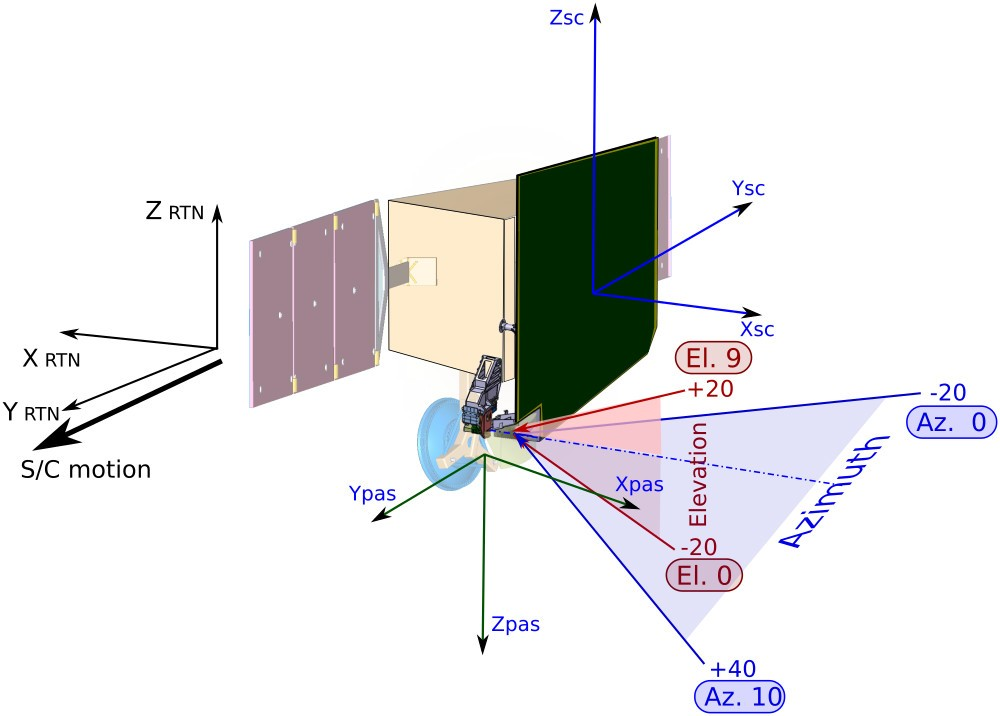 Zsc
Ysc
Z RTN
Xsc
X RTN
El. 9
+20
-20
Az. 0
Y RTN
Elevation
Azimuth
S/C motion
Ypas
Xpas
-20
El. 0
Zpas
+40
Az. 10